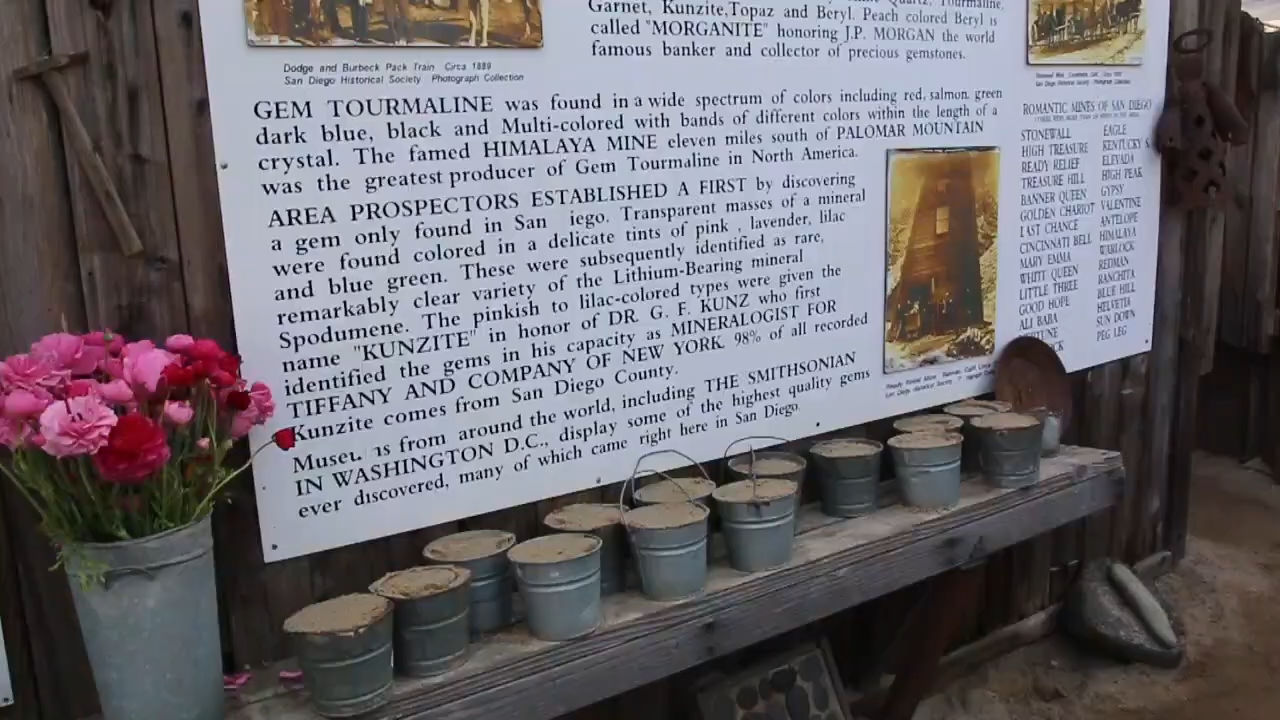 Quartz, Tourmaline,
Garnet, Kunzite,Topaz and Beryl. Peach colored Beryl is
called "MORGANITE" honoring J.P. MORGAN the world
famous banker and collector of precious gemstones.
Dodge and Burbeck Pack Train Circa 1889
San Diego Historical Society Photograph Collection
GEM TOURMALINE was found in a wide spectrum of colors including red, salmon, green
dark blue, black and Multi-colored with bands of different colors within the length of a
crystal. The famed HIMALAYA MINE eleven miles south of PALOMAR MOUNTAIN
was the greatest producer of Gem Tourmaline in North America.
AREA PROSPECTORS ESTABLISHED A FIRST by discovering
a gem only found in San iego. Transparent masses of a mineral
were found colored in a delicate tints of pink , lavender, lilac
and blue green. These were subsequently identified as rare,
remarkably clear variety of the Lithium-Bearing mineral
Spodumene. The pinkish to lilac-colored types were given the
name "KUNZITE" in honor of DR. G. F. KUNZ who first
identified the gems in his capacity as MINERALOGIST FOR
TIFFANY AND COMPANY OF NEW YORK. 98% of all recorded
Kunzite comes from San Diego County.
Museu s from around the world, including THE SMITHSONIAN
IN WASHINGTON D.C., display some of the highest quality gems
ever discovered, many of which came right here in San Diego.
San Diego Historical Society
ROMANTIC MINES OF SAN DIEGO
STONEWALL
HIGH TREASURE
READY RELIEF
TREASURE HILL
BANNER QUEEN
GOLDEN CHARIOT
LAST CHANCE
CINCINNATI BELL
MARY EMMA
WHITE QUEEN
LITTLE THREE
GOOD HOPE
ALI BABA
NEPTUNE
EAGLE
KENTUCKY S.
ELEVADA
HIGH PEAK
GYPSY
VALENTINE
ANTELOPE
HIMALAYA
WARLOCK
REDMAN
RANCHITA
BLUE HILL
HELVETIA
SUN DOWN
PEG LEG